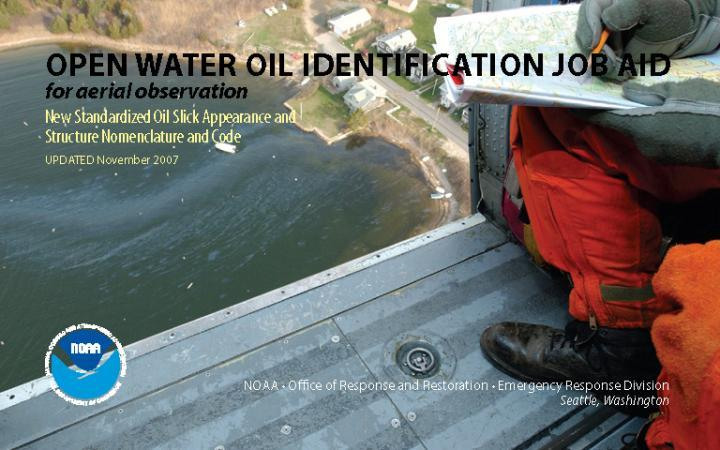 OPEN WATER OIL IDENTIFICATION JOB AID
for aerial observation
New Standardized Oil Slick Appearance and
Structure Nomenclature and Code
UPDATED November 2007
NOAA
NOAA • Office of Response and Restoration • Emergency Response Division
Seattle, Washington